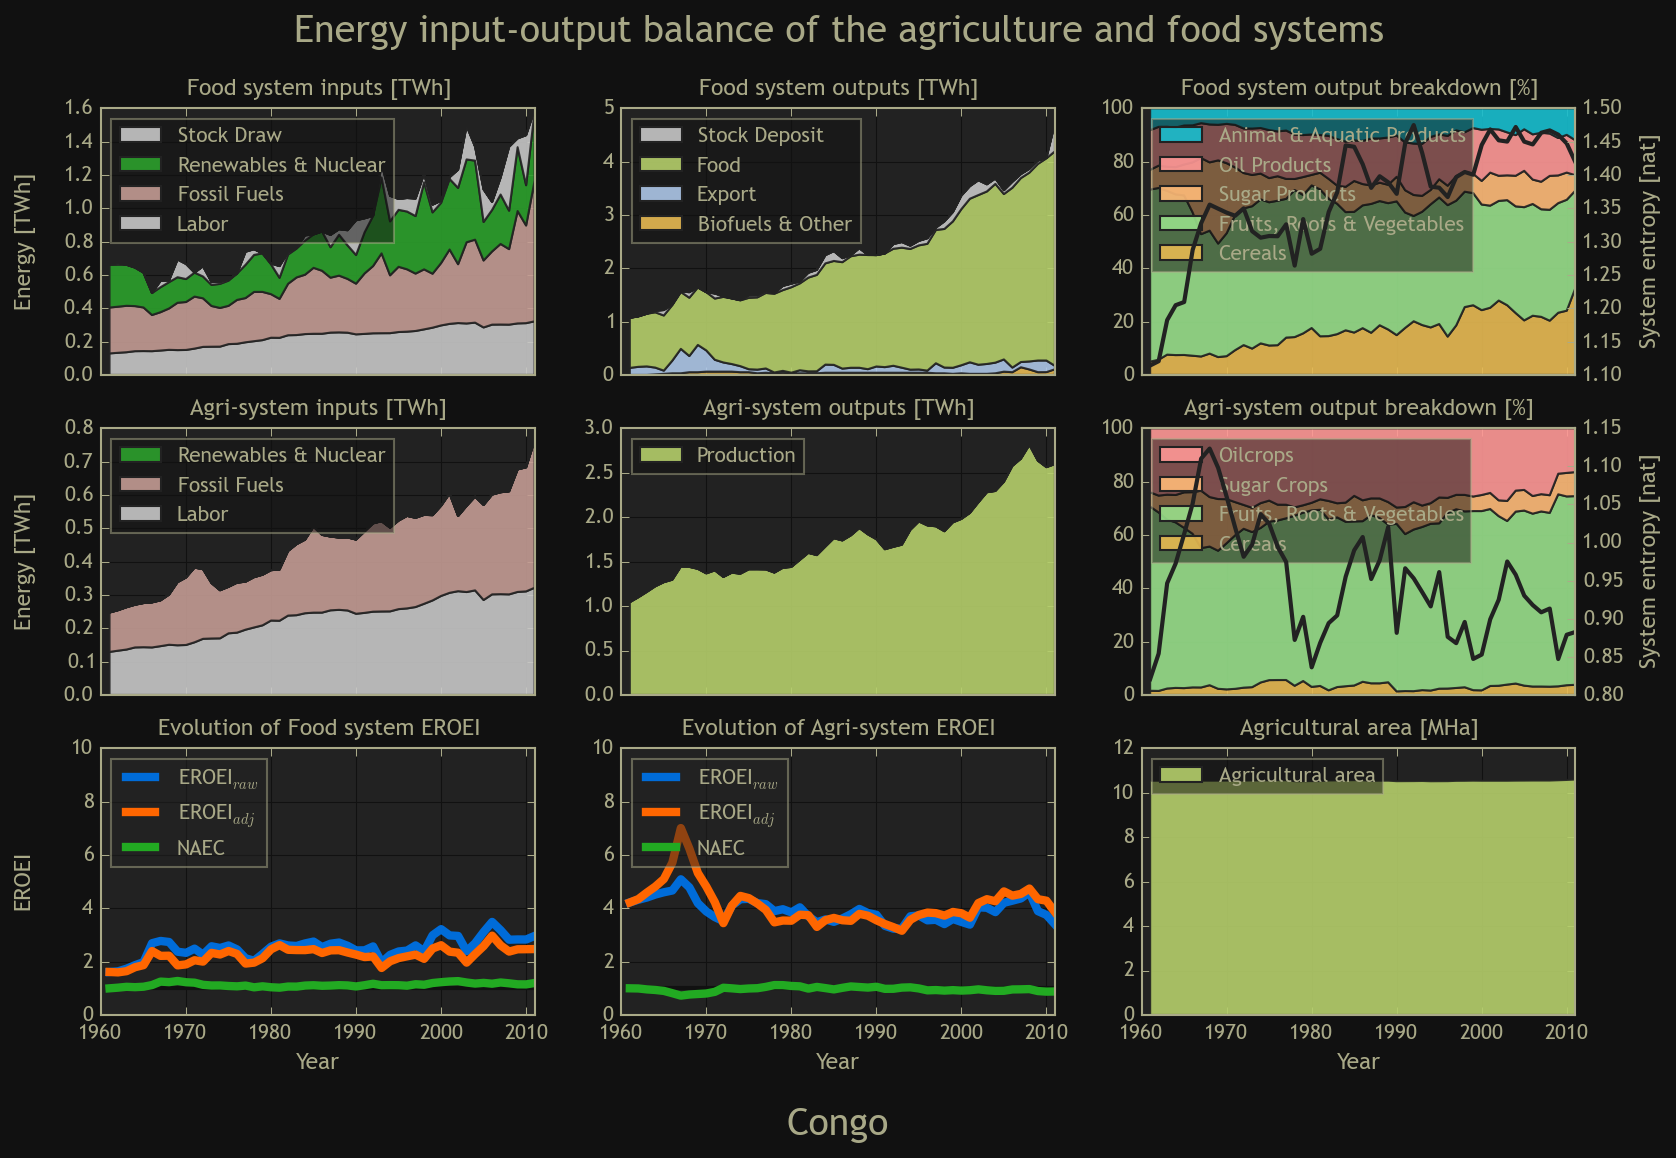 Energy input-output balance of the agriculture and food systems
Food system inputs [TWh]
Energy [TWh]
1.6
1.4
1.2
1.0
0.8
0.6
0.4
0.2
0.0
Stock Draw
Renewables & Nuclear
Fossil Fuels
Labor
Food system outputs [TWh]
5
4
3
2
1
0
Stock Deposit
Food
Export
Biofuels & Other
Food system output breakdown [%]
100
80
60
40
20
0
Animal & Aquatic Products
Oil Products
Sugar Products
Fruits, Roots & Vegetables
Cereals
1.50
1.45
1.40
1.35
1.30
1.25
1.20
1.15
1.10
System entropy [nat]
Agri-system inputs [TWh]
Energy [TWh]
0.8
0.7
0.6
0.5
0.4
0.3
0.2
0.1
0.0
Renewables & Nuclear
Fossil Fuels
Labor
Agri-system outputs [TWh]
3.0
2.5
2.0
1.5
1.0
0.5
0.0
Production
Agri-system output breakdown [%]
100
80
60
40
20
0
Oilcrops
Sugar Crops
Fruits, Roots & Vegetables
Cereals
1.15
1.10
1.05
1.00
0.95
0.90
0.85
0.80
System entropy [nat]
Evolution of Food system EROEI
EROEI
10
8
6
4
2
0
EROEI raw
EROEI adj
NAEC
1960 1970 1980 1990 2000 2010
Year
Evolution of Agri-system EROEI
10
8
6
4
2
0
EROEI raw
EROEI adj
NAEC
1960 1970 1980 1990 2000 2010
Year
Agricultural area [MHa]
12
10
8
6
4
2
0
Agricultural area
1960 1970 1980 1990 2000 2010
Year
Congo